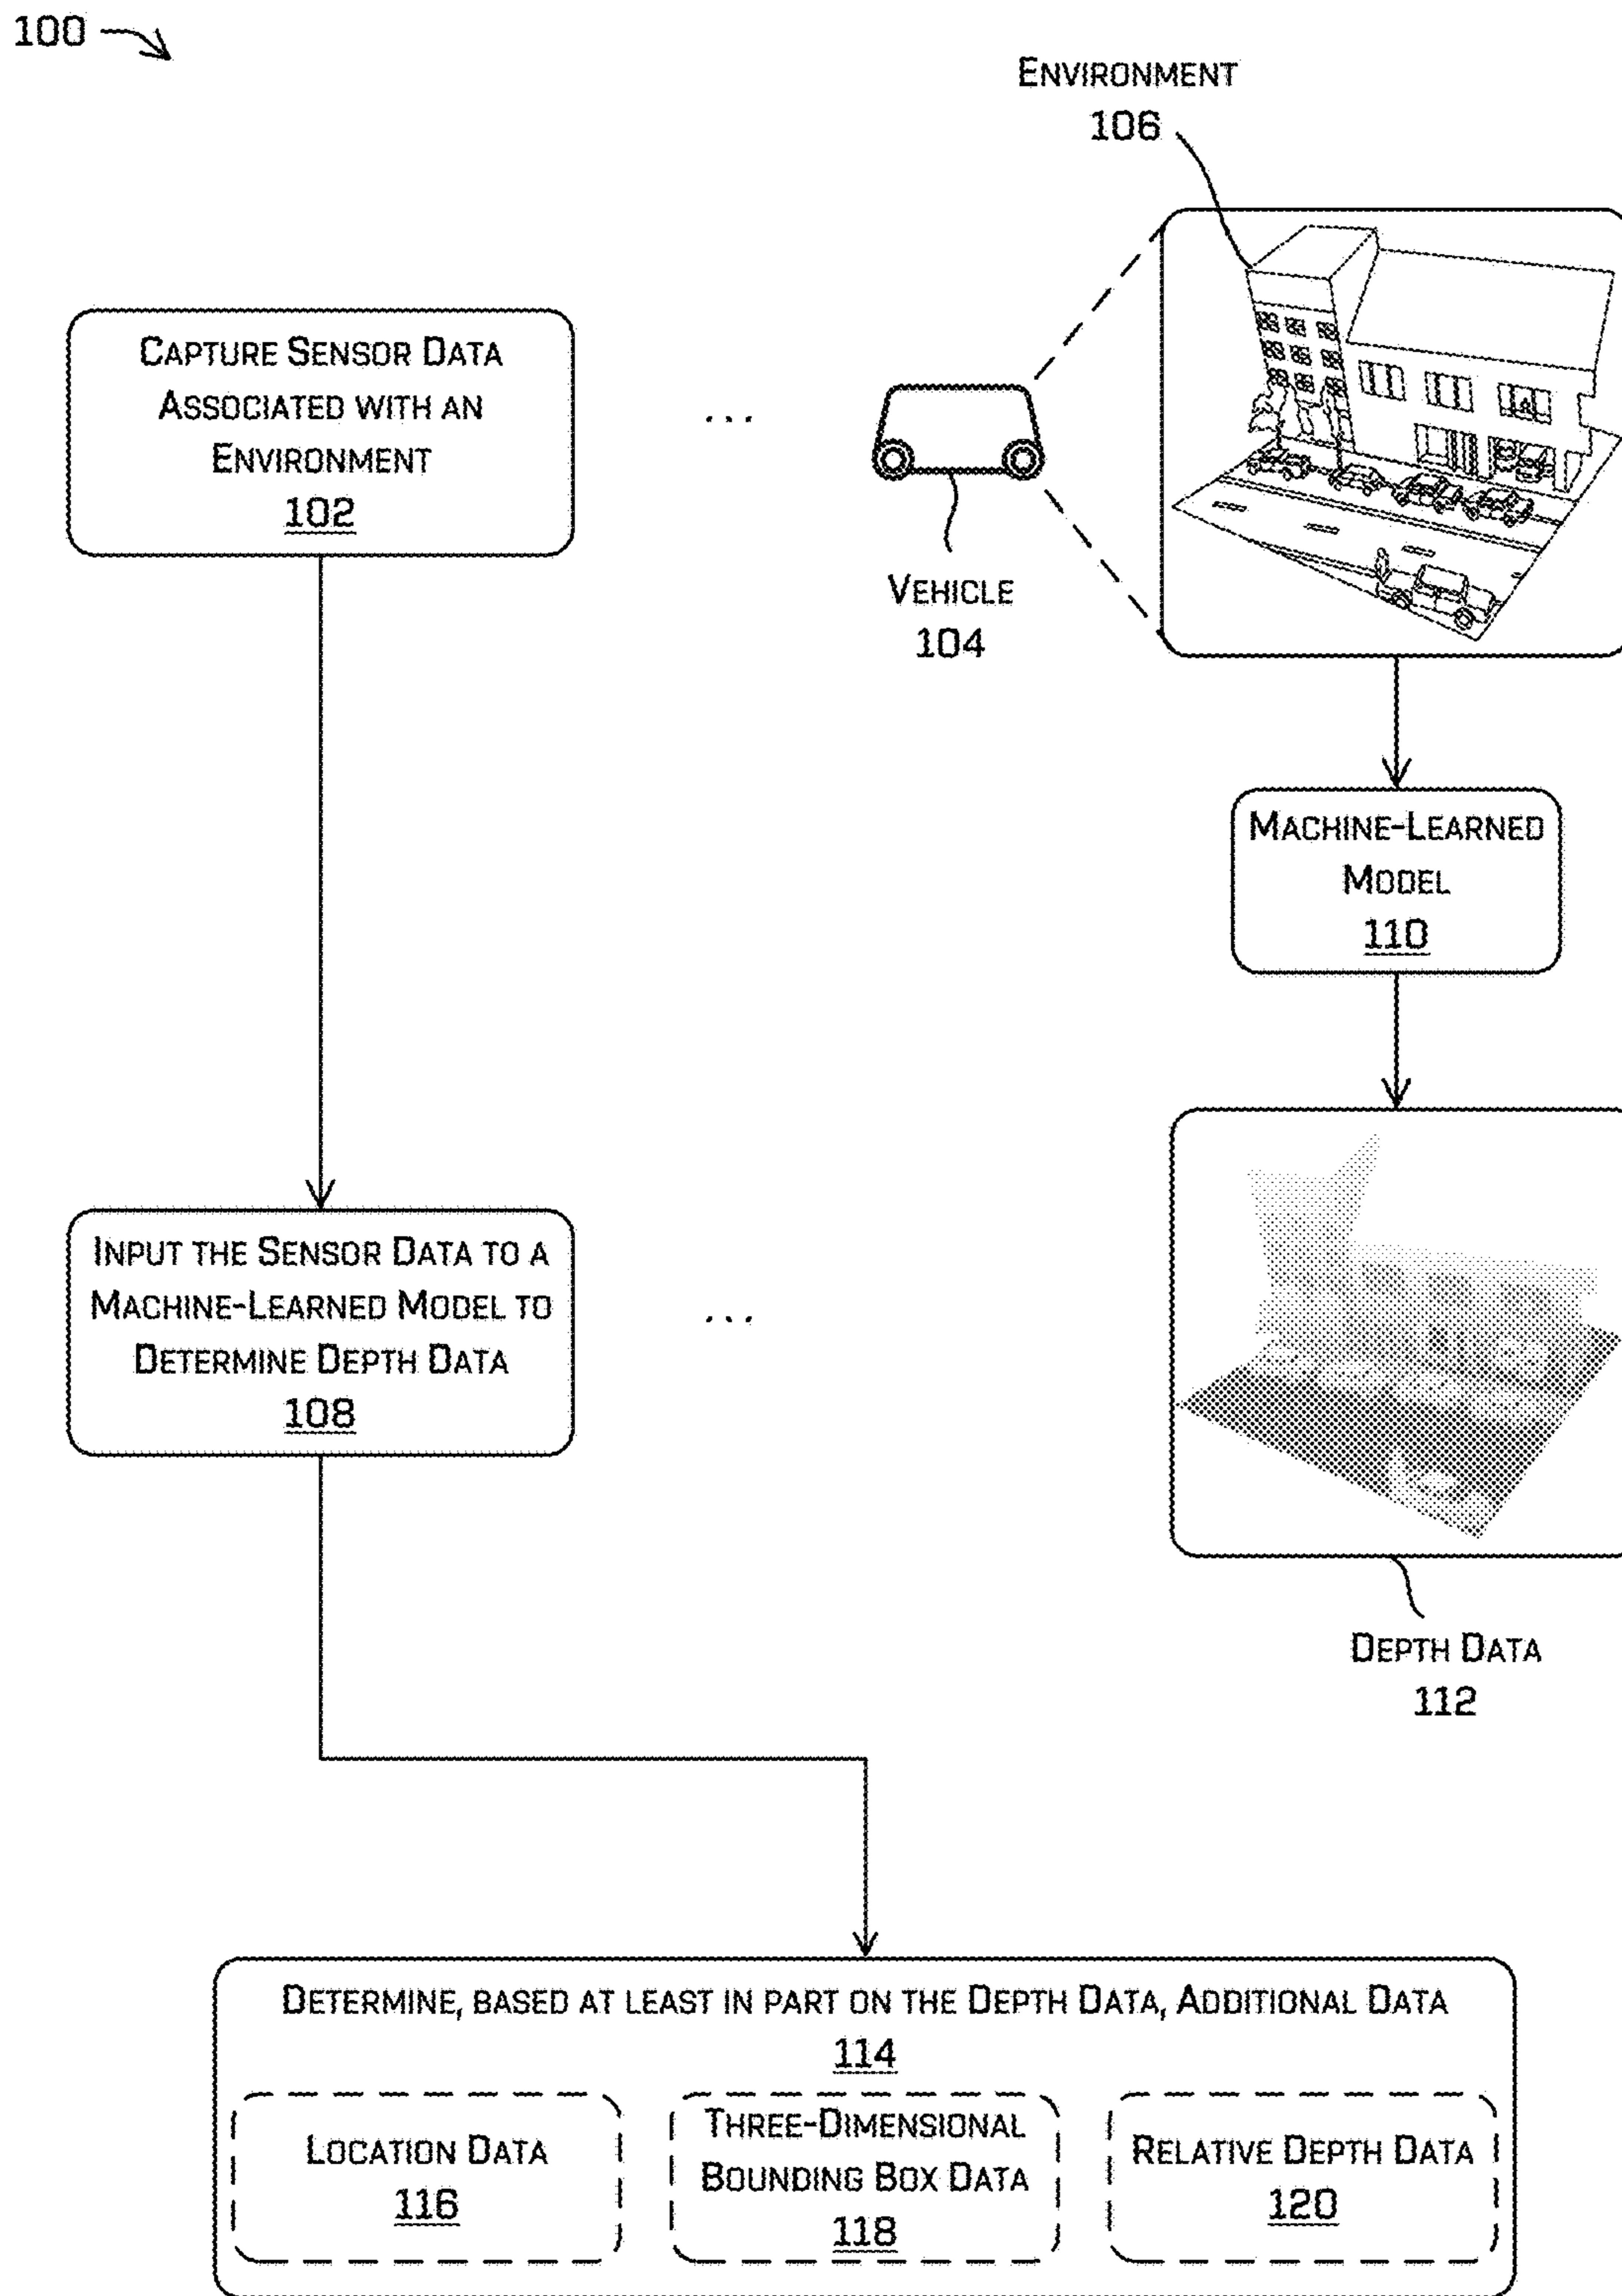 100
ENVIRONMENT
106
CAPTURE SENSOR DATA
ASSOCIATED WITH AN
ENVIRONMENT
102
...
VEHICLE
104
MACHINE-LEARNED
MODEL
110
INPUT THE SENSOR DATA TO A
MACHINE-LEARNED MODEL TO
DETERMINE DEPTH DATA
108
...
DEPTH DATA
112
DETERMINE, BASED AT LEAST IN PART ON THE DEPTH DATA, ADDITIONAL DATA
114
LOCATION DATA
116
THREE-DIMENSIONAL
BOUNDING BOX DATA
118
RELATIVE DEPTH DATA
120